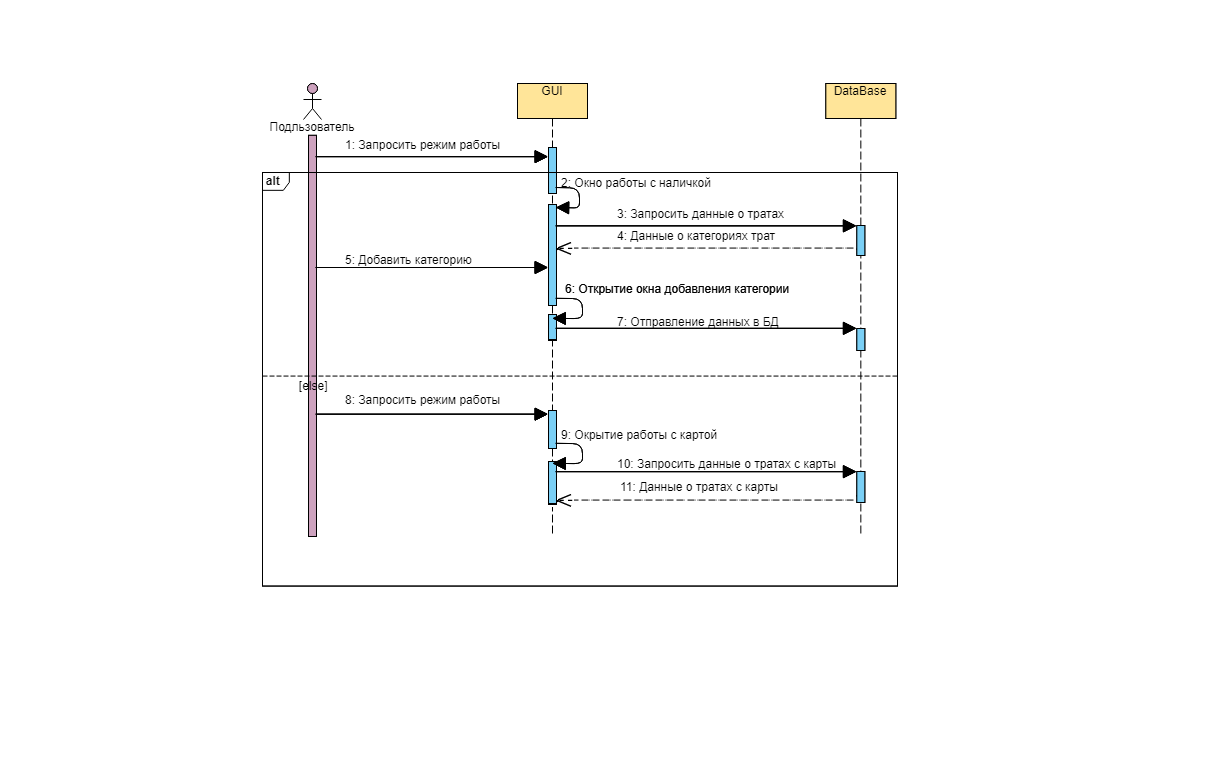 GUI
DataBase
Подльзователь
1: Запросить режим работы
alt
2: Окно работы с наличкой
3: Запросить данные о тратах
4: Данные о категориях трат
5: Добавить категорию
6: Открытие окна добавления категории
7: Отправление данных в БД
[else]
8: Запросить режим работы
9: Окрытие работы с картой
10: Запросить данные о тратах с карты
11: Данные о тратах с карты